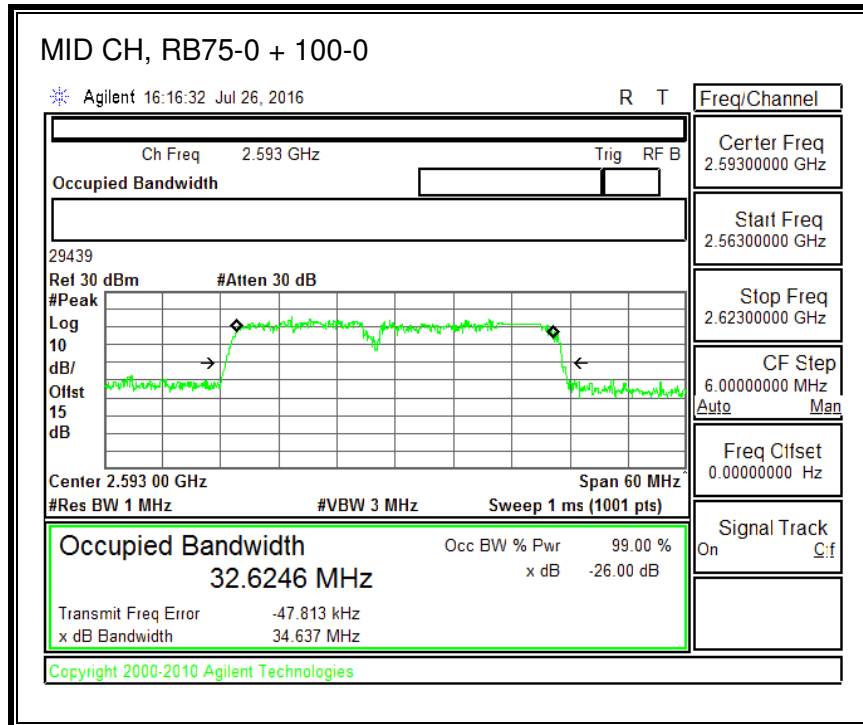 MID CH, RB75-0 + 100-0
Agilent 16:16:32 Jul 26, 2016 R T
Ch Freq 2.593 GHz Trig RF B
Occupied Bandwidth
29439
Ref 30 dBm #Atten 30 dB
#Peak
Log
10
dB/
Offst
15
dB
Center 2.593 00 GHz Span 60 MHz^
#Res BW 1 MHz #VBW 3 MHz Sweep 1 ms (1001 pts)
Occupied Bandwidth Occ BW % Pwr 99.00 %
32.6246 MHz x dB -26.00 dB
Transmit Freq Error -47.813 kHz
x dB Bandwidth 34.637 MHz
Copyright 2000-2010 Agilent Technologies
Freq/Channel
Center Freq
2.59300000 GHz
Start Freq
2.56300000 GHz
Stop Freq
2.62300000 GHz
CF Step
6.00000000 MHz
Auto Man
Freq Offset
0.00000000 Hz
Signal Track
On Off